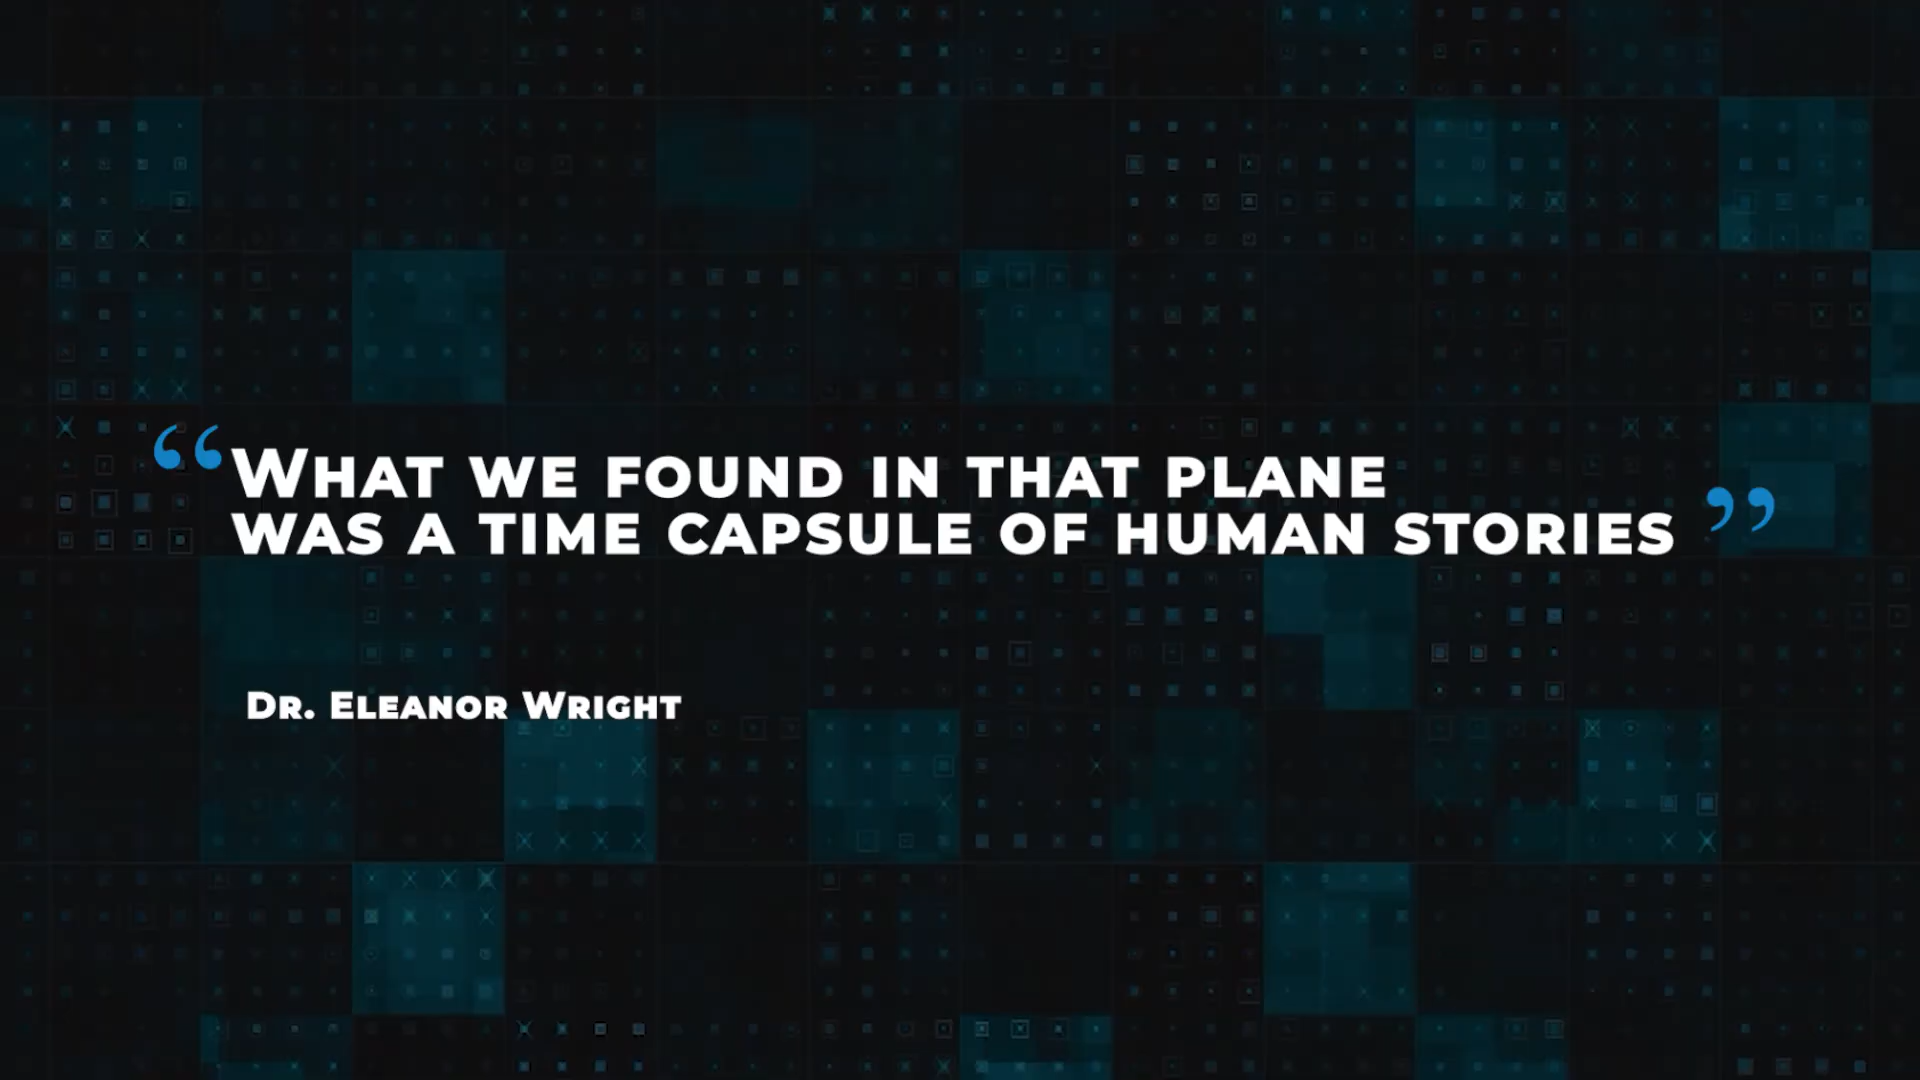 “What we found in that plane
was a time capsule of human stories”
Dr. Eleanor Wright